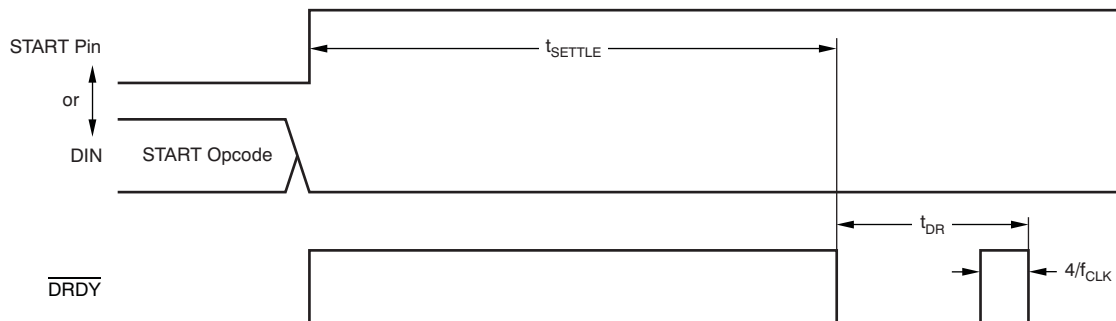 START Pin
or
DIN
START Opcode
tSETTLE
tDR
DRDY
4/fCLK